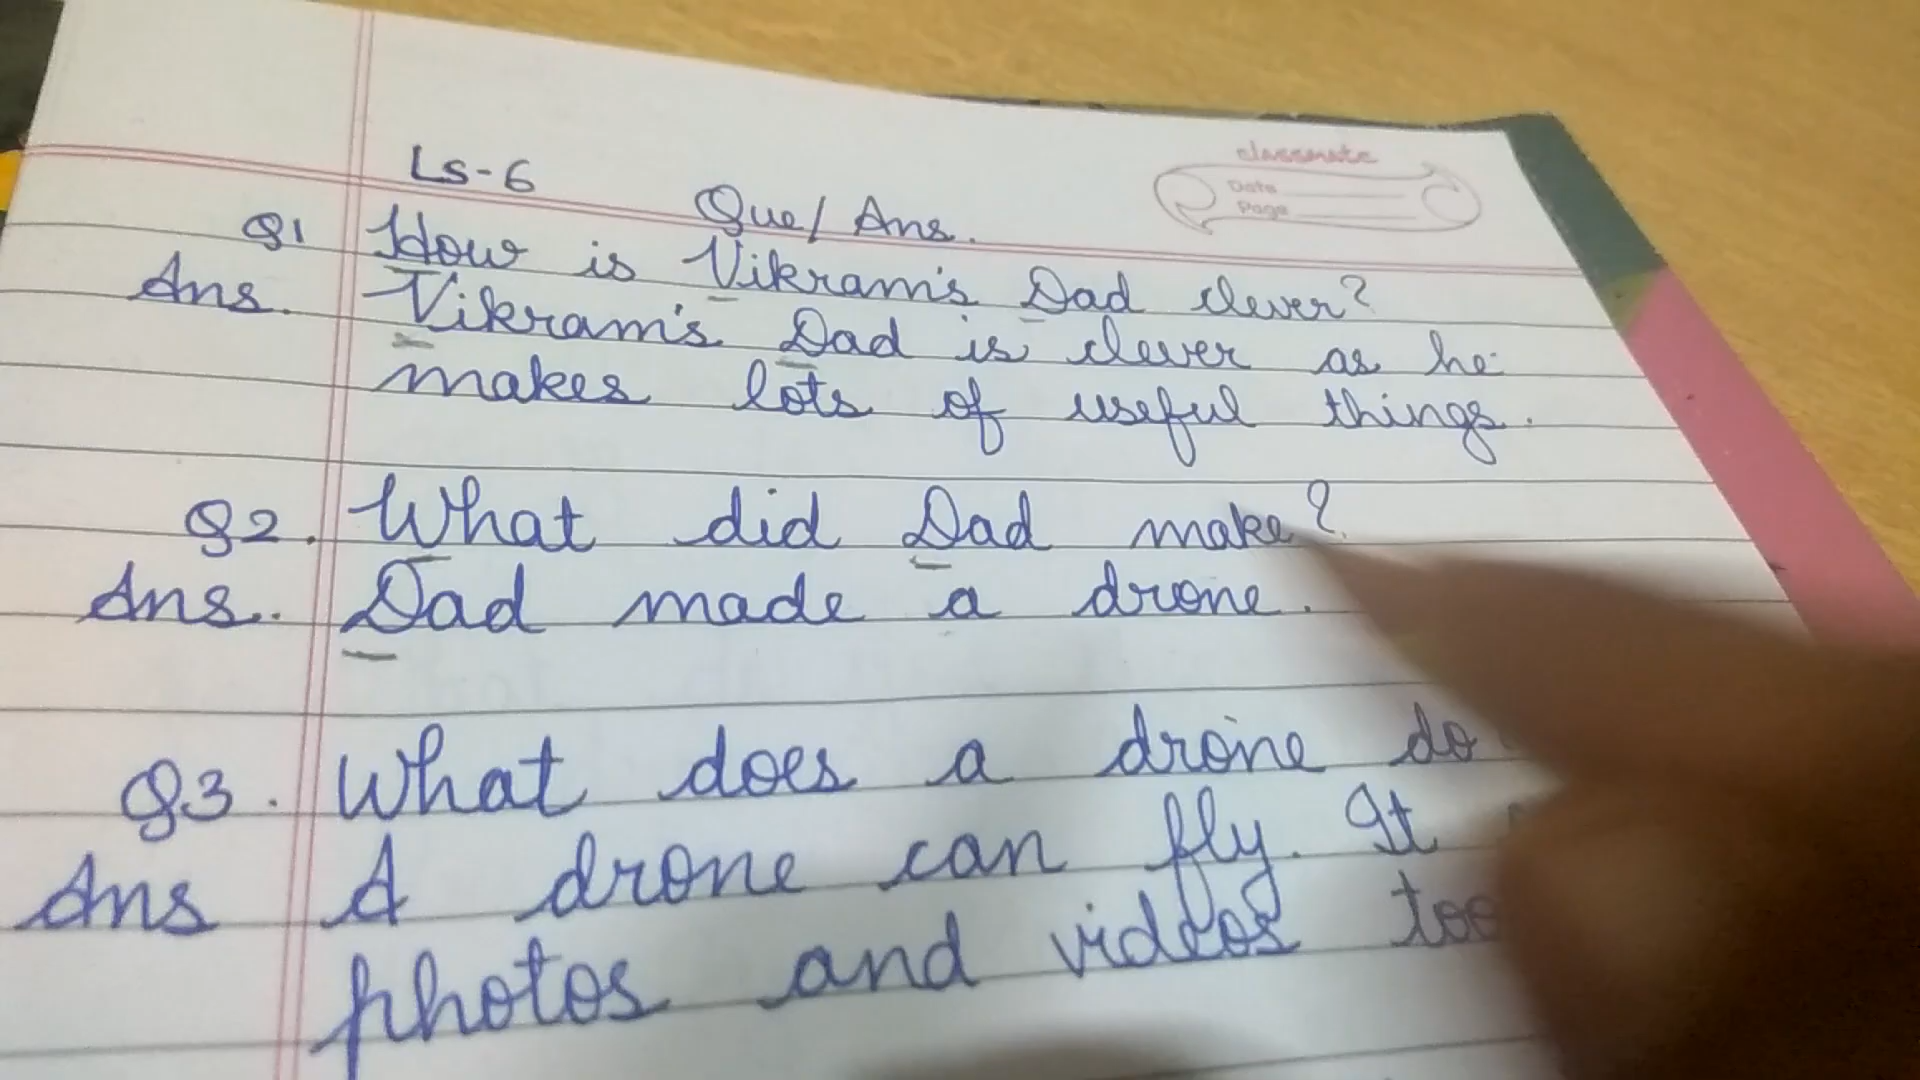 classmate
Date
Page
Ls-6
Que/ Ans.
Q1 How is Vikram's Dad clever?
Ans. Vikram's Dad is clever as he
makes lots of useful things.
Q2. What did Dad make?
Ans. Dad made a drone.
Q3. What does a drone do
Ans A drone can fly. It
photos and videos too